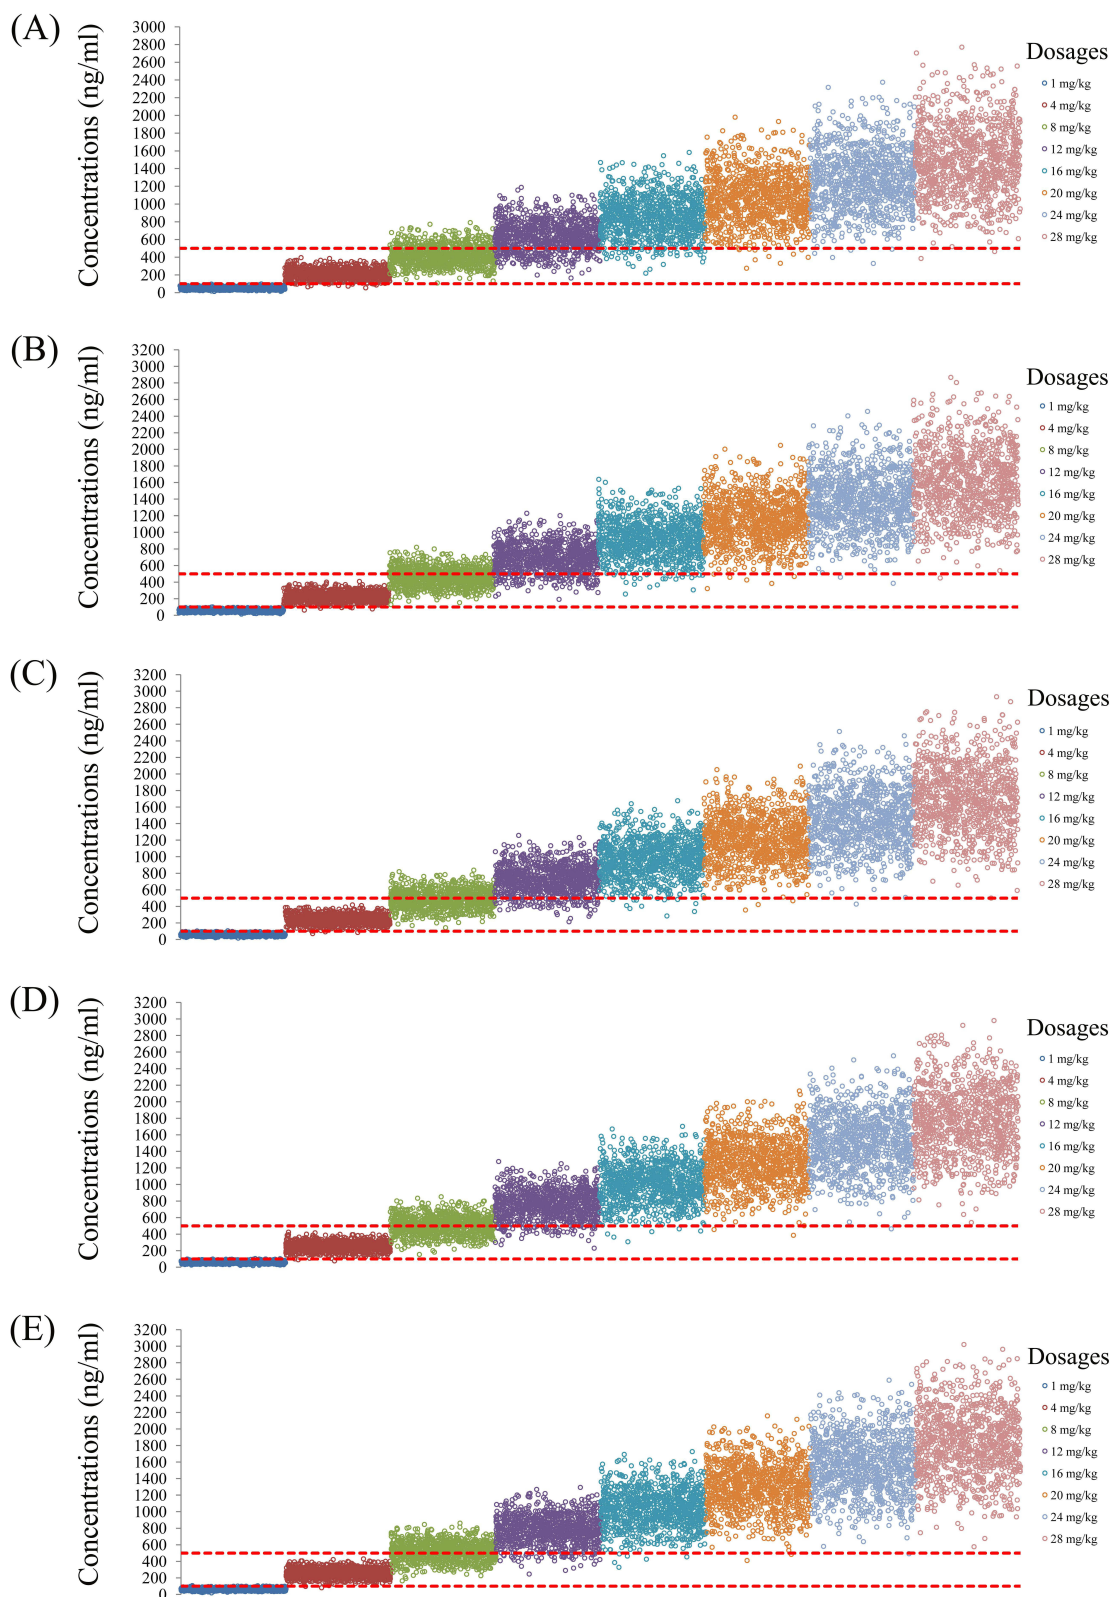 (A)
Concentrations (ng/ml)
3000
2800
2600
2400
2200
2000
1800
1600
1400
1200
1000
800
600
400
200
0
Dosages
1 mg/kg
4 mg/kg
8 mg/kg
12 mg/kg
16 mg/kg
20 mg/kg
24 mg/kg
28 mg/kg
(B)
Concentrations (ng/ml)
3200
3000
2800
2600
2400
2200
2000
1800
1600
1400
1200
1000
800
600
400
200
0
Dosages
1 mg/kg
4 mg/kg
8 mg/kg
12 mg/kg
16 mg/kg
20 mg/kg
24 mg/kg
28 mg/kg
(C)
Concentrations (ng/ml)
3200
3000
2800
2600
2400
2200
2000
1800
1600
1400
1200
1000
800
600
400
200
0
Dosages
1 mg/kg
4 mg/kg
8 mg/kg
12 mg/kg
16 mg/kg
20 mg/kg
24 mg/kg
28 mg/kg
(D)
Concentrations (ng/ml)
3200
3000
2800
2600
2400
2200
2000
1800
1600
1400
1200
1000
800
600
400
200
0
Dosages
1 mg/kg
4 mg/kg
8 mg/kg
12 mg/kg
16 mg/kg
20 mg/kg
24 mg/kg
28 mg/kg
(E)
Concentrations (ng/ml)
3200
3000
2800
2600
2400
2200
2000
1800
1600
1400
1200
1000
800
600
400
200
0
Dosages
1 mg/kg
4 mg/kg
8 mg/kg
12 mg/kg
16 mg/kg
20 mg/kg
24 mg/kg
28 mg/kg